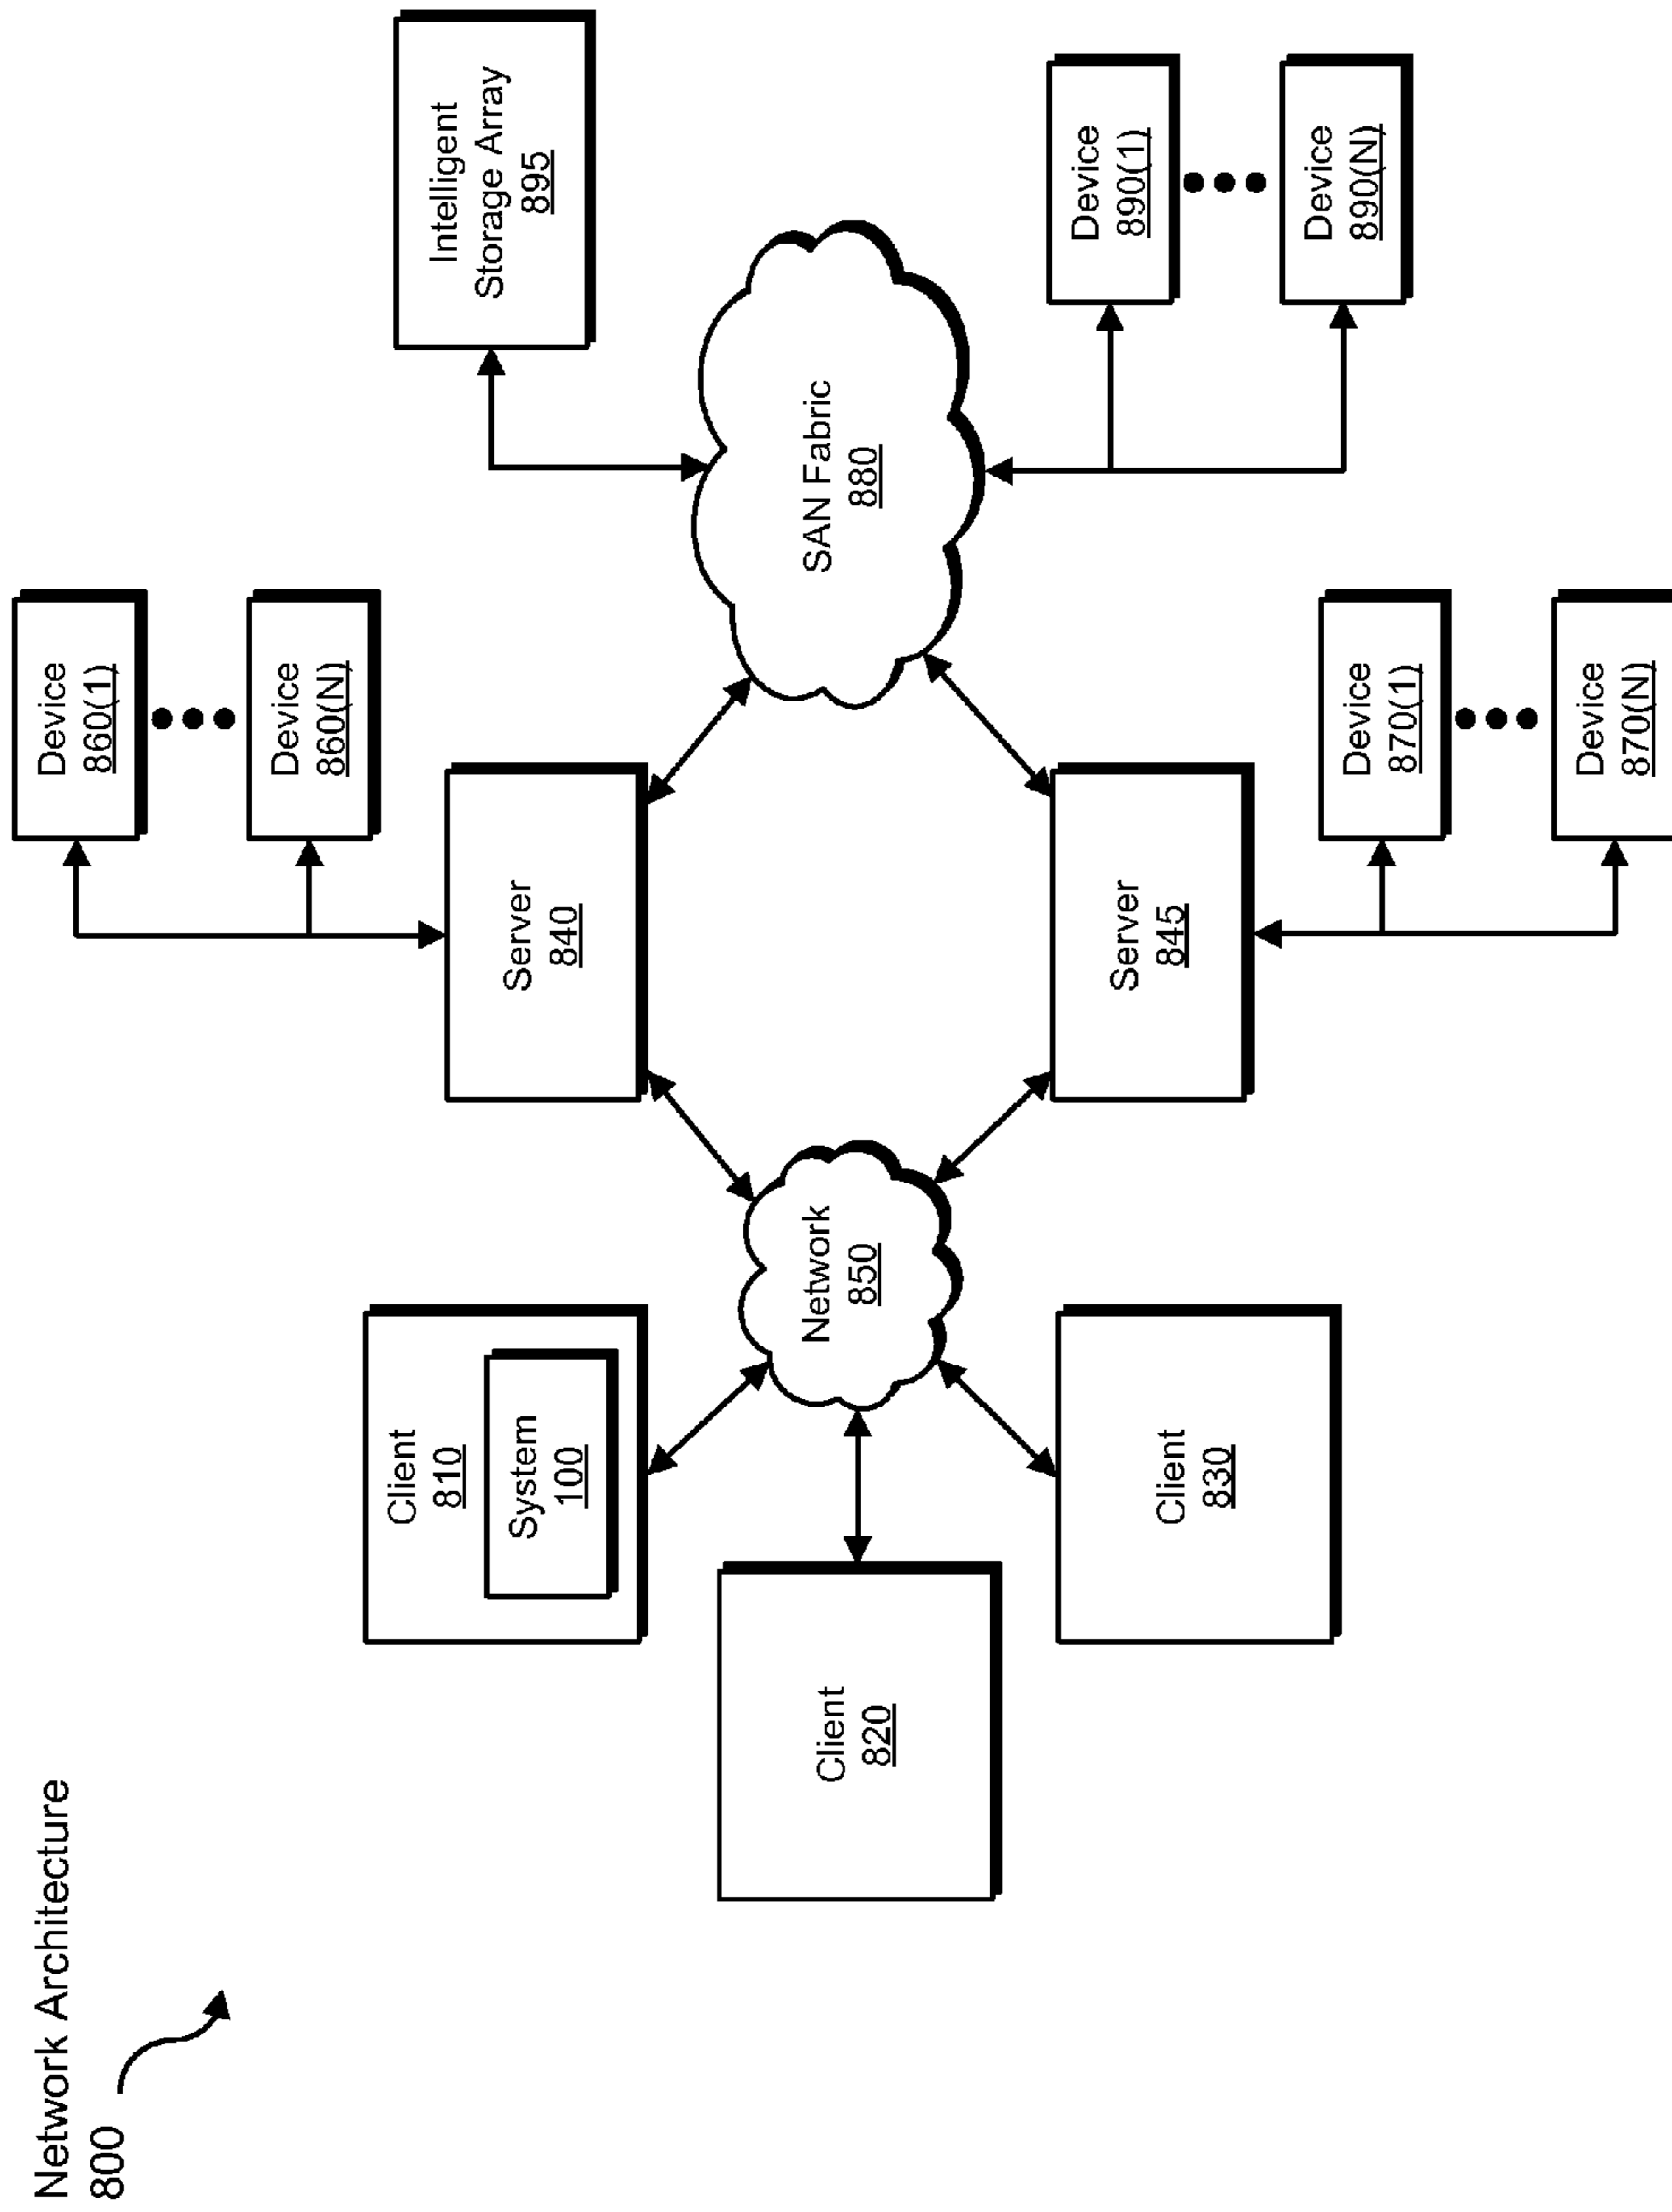 Network Architecture
800
Device
860(1)
Device
860(N)
Intelligent
Storage Array
895
Client
810
System
100
Server
840
Client
820
Network
850
SAN Fabric
880
Client
830
Server
845
Device
890(1)
Device
890(N)
Device
870(1)
Device
870(N)